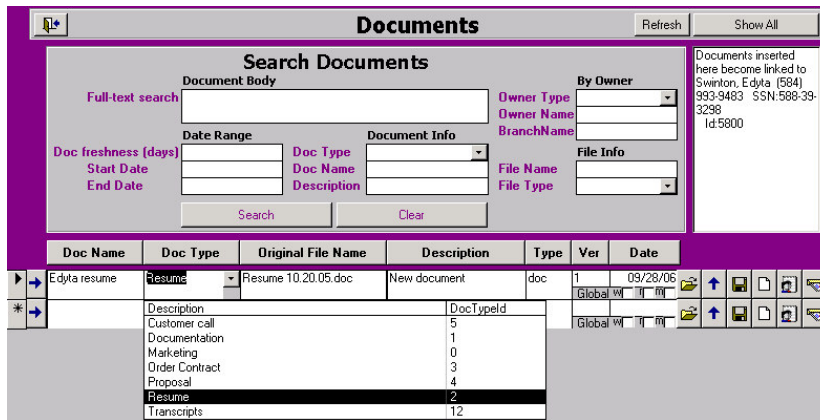 Documents
Refresh
Show All
Search Documents
Document Body
By Owner
Full-text search
Owner Type
Owner Name
BranchName
Date Range
Document Info
File Info
Doc freshness (days)
Doc Type
Start Date
Doc Name
File Name
End Date
Description
File Type
Search
Clear
Documents inserted
here become linked to
Swinton, Edyta (584)
993-9483 SSN:588-39-
3298
Id:5800
Doc Name Doc Type Original File Name Description Type Ver Date
Edyta resume Resume Resume 10.20.05.doc New document doc 1 09/28/06
Global W T m
Global W T m
Description DocTypeId
Customer call 5
Documentation 1
Marketing 0
Order Contract 3
Proposal 4
Resume 2
Transcripts 12